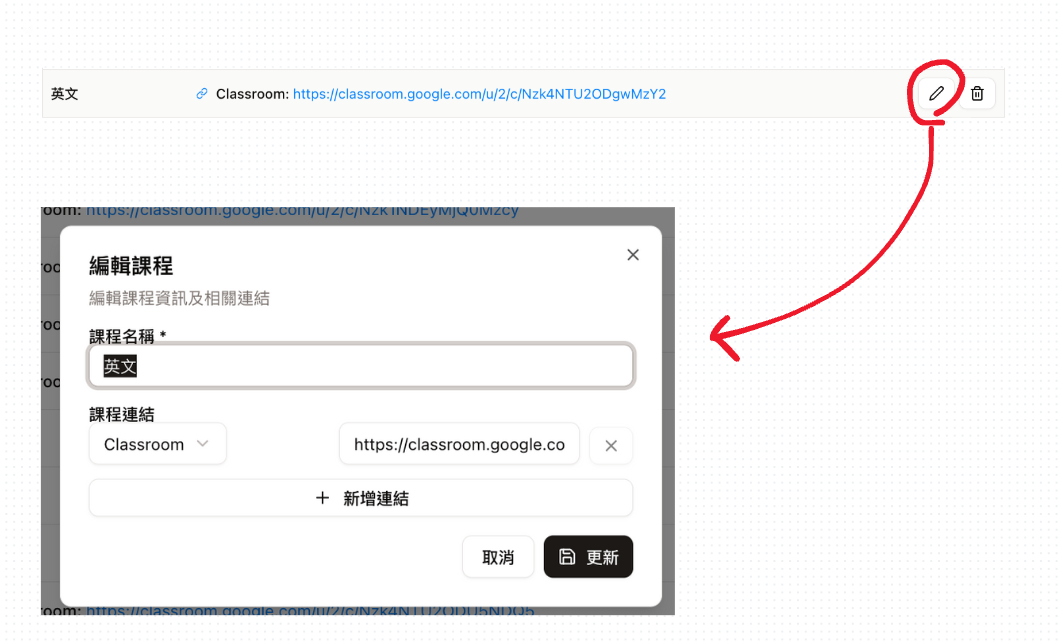 英文 Classroom: https://classroom.google.com/u/2/c/Nzk4NTU2ODgwMzY2
room: https://classroom.google.com/u/2/c/Nzk1NDEyMjQ0Mzcy
編輯課程
編輯課程資訊及相關連結
課程名稱 *
英文
課程連結
Classroom https://classroom.google.co
新增連結
取消 更新
room: https://classroom.google.com/u/2/c/Nzk4NTU2ODU5NDQ5